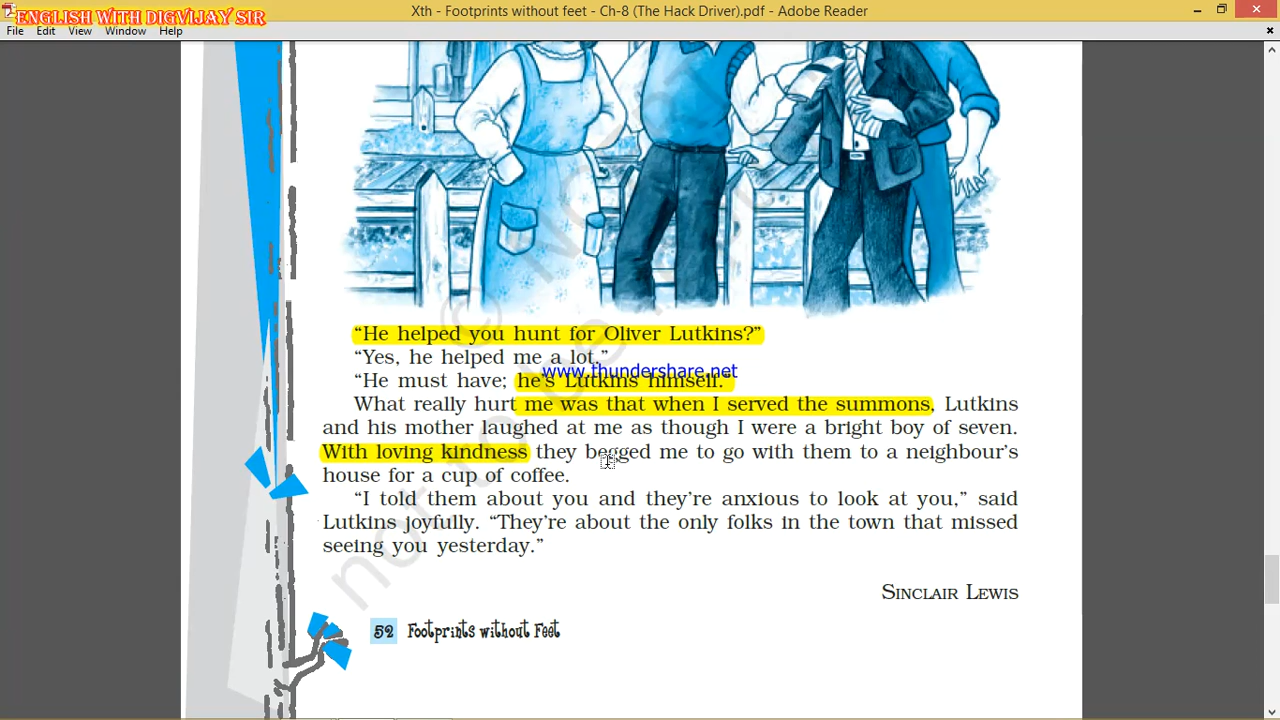 ENGLISH WITH DIGVIJAY SIR
Xth - Footprints without feet - Ch-8 (The Hack Driver).pdf - Adobe Reader
File Edit View Window Help
“He helped you hunt for Oliver Lutkins?”
“Yes, he helped me a lot.”
www.thundershare.net
“He must have; he’s Lutkins himself.”
What really hurt me was that when I served the summons, Lutkins
and his mother laughed at me as though I were a bright boy of seven.
With loving kindness they begged me to go with them to a neighbour’s
house for a cup of coffee.
“I told them about you and they’re anxious to look at you,” said
Lutkins joyfully. “They’re about the only folks in the town that missed
seeing you yesterday.”
SINCLAIR LEWIS
52 Footprints without Feet
not to be